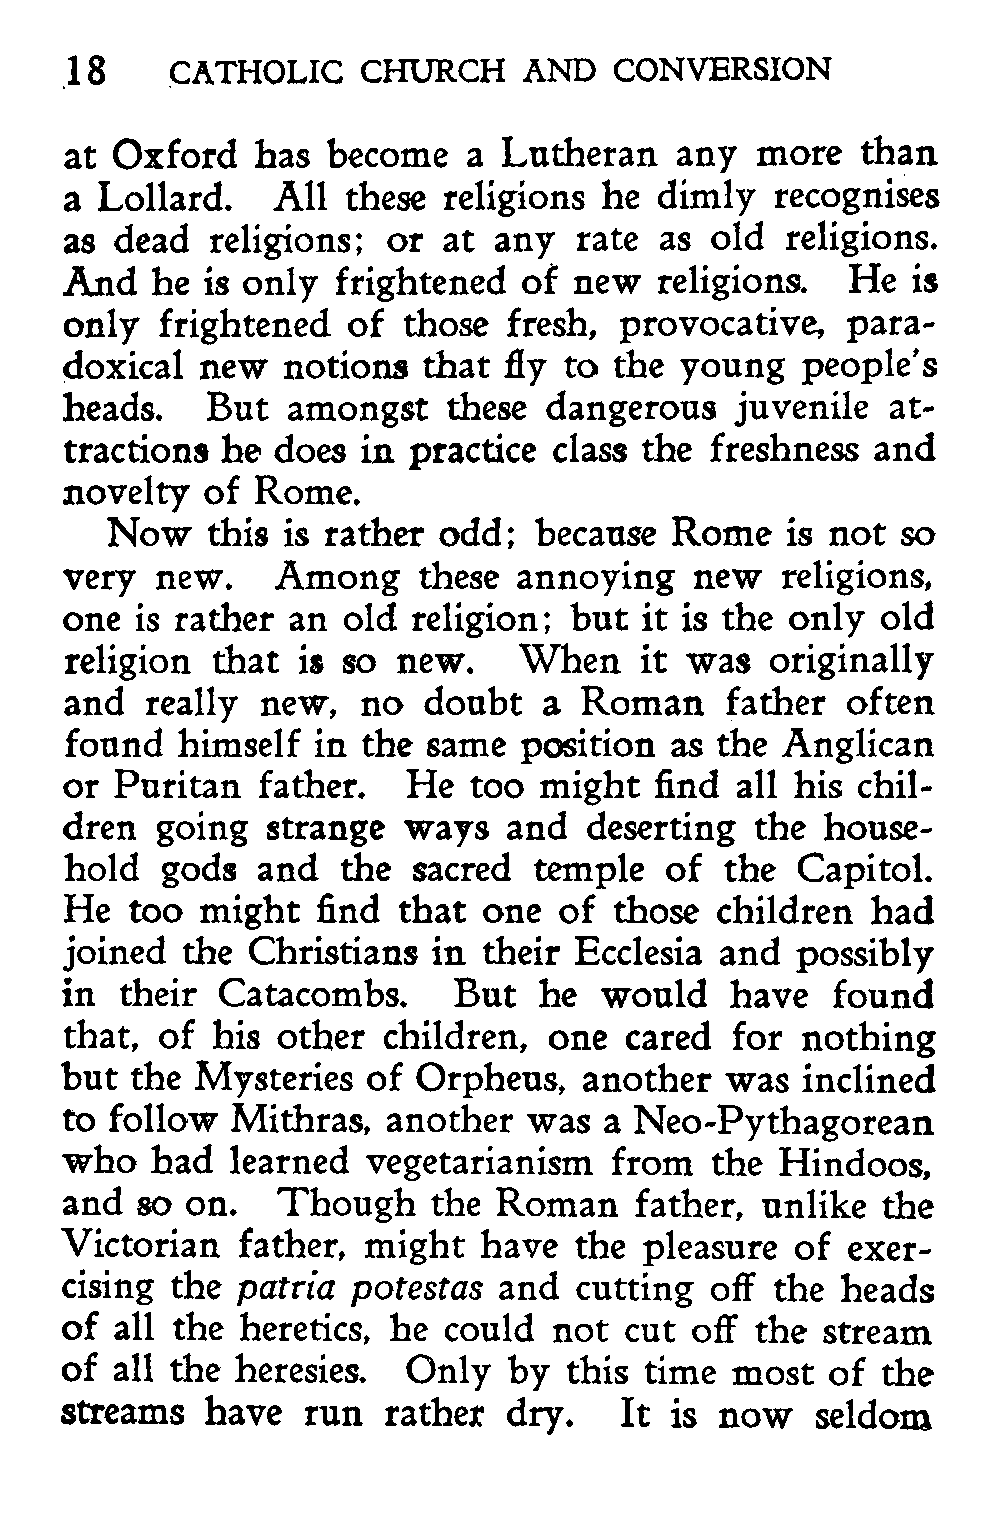 18 CATHOLIC CHURCH AND CONVERSION
at Oxford has become a Lutheran any more than
a Lollard. All these religions he dimly recognises
as dead religions; or at any rate as old religions.
And he is only frightened of new religions. He is
only frightened of those fresh, provocative, para-
doxical new notions that fly to the young people's
heads. But amongst these dangerous juvenile at-
tractions he does in practice class the freshness and
novelty of Rome.
Now this is rather odd; because Rome is not so
very new. Among these annoying new religions,
one is rather an old religion; but it is the only old
religion that is so new. When it was originally
and really new, no doubt a Roman father often
found himself in the same position as the Anglican
or Puritan father. He too might find all his chil-
dren going strange ways and deserting the house-
hold gods and the sacred temple of the Capitol.
He too might find that one of those children had
joined the Christians in their Ecclesia and possibly
in their Catacombs. But he would have found
that, of his other children, one cared for nothing
but the Mysteries of Orpheus, another was inclined
to follow Mithras, another was a Neo-Pythagorean
who had learned vegetarianism from the Hindoos,
and so on. Though the Roman father, unlike the
Victorian father, might have the pleasure of exer-
cising the patria potestas and cutting off the heads
of all the heretics, he could not cut off the stream
of all the heresies. Only by this time most of the
streams have run rather dry. It is now seldom